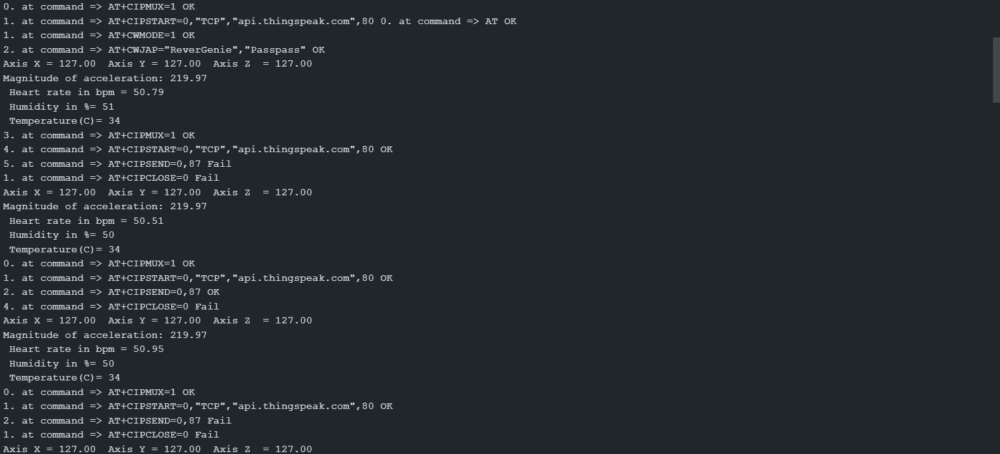 0. at command => AT+CIPMUX=1 OK
1. at command => AT+CIPSTART=0,"TCP","api.thingspeak.com",80 0. at command => AT OK
1. at command => AT+CWMODE=1 OK
2. at command => AT+CWJAP="ReverGenie","Passpass" OK
Axis X = 127.00  Axis Y = 127.00  Axis Z  = 127.00
Magnitude of acceleration: 219.97
 Heart rate in bpm = 50.79
 Humidity in %= 51
 Temperature(C)= 34
3. at command => AT+CIPMUX=1 OK
4. at command => AT+CIPSTART=0,"TCP","api.thingspeak.com",80 OK
5. at command => AT+CIPSEND=0,87 Fail
1. at command => AT+CIPCLOSE=0 Fail
Axis X = 127.00  Axis Y = 127.00  Axis Z  = 127.00
Magnitude of acceleration: 219.97
 Heart rate in bpm = 50.51
 Humidity in %= 50
 Temperature(C)= 34
0. at command => AT+CIPMUX=1 OK
1. at command => AT+CIPSTART=0,"TCP","api.thingspeak.com",80 OK
2. at command => AT+CIPSEND=0,87 OK
4. at command => AT+CIPCLOSE=0 Fail
Axis X = 127.00  Axis Y = 127.00  Axis Z  = 127.00
Magnitude of acceleration: 219.97
 Heart rate in bpm = 50.95
 Humidity in %= 50
 Temperature(C)= 34
0. at command => AT+CIPMUX=1 OK
1. at command => AT+CIPSTART=0,"TCP","api.thingspeak.com",80 OK
2. at command => AT+CIPSEND=0,87 Fail
1. at command => AT+CIPCLOSE=0 Fail
Axis X = 127.00  Axis Y = 127.00  Axis Z  = 127.00